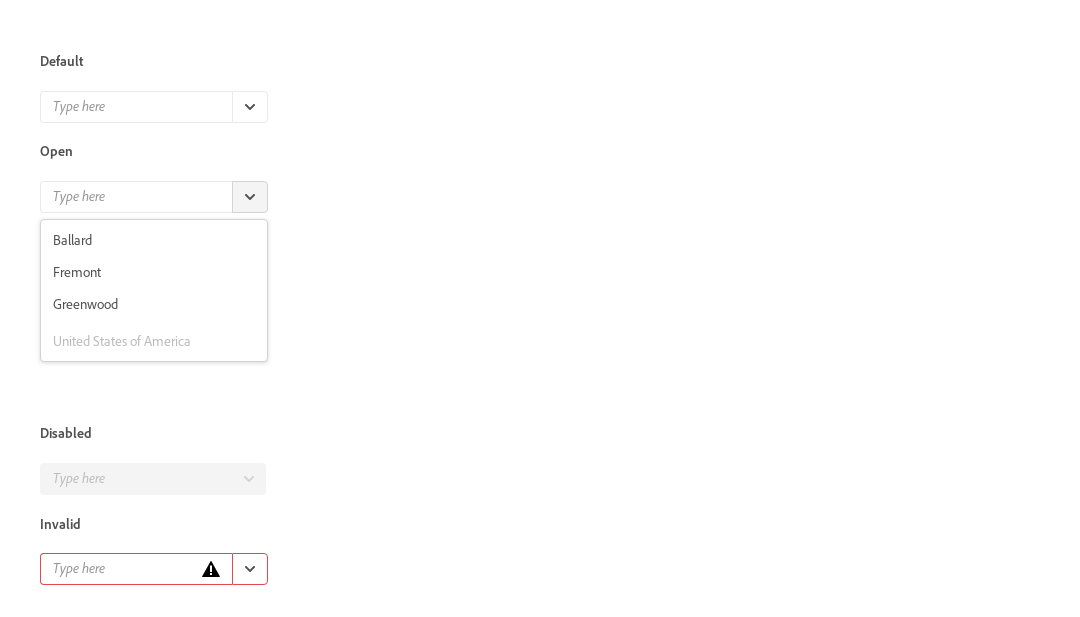 Default
Type here
Open
Type here
Ballard
Fremont
Greenwood
United States of America
Disabled
Type here
Invalid
Type here